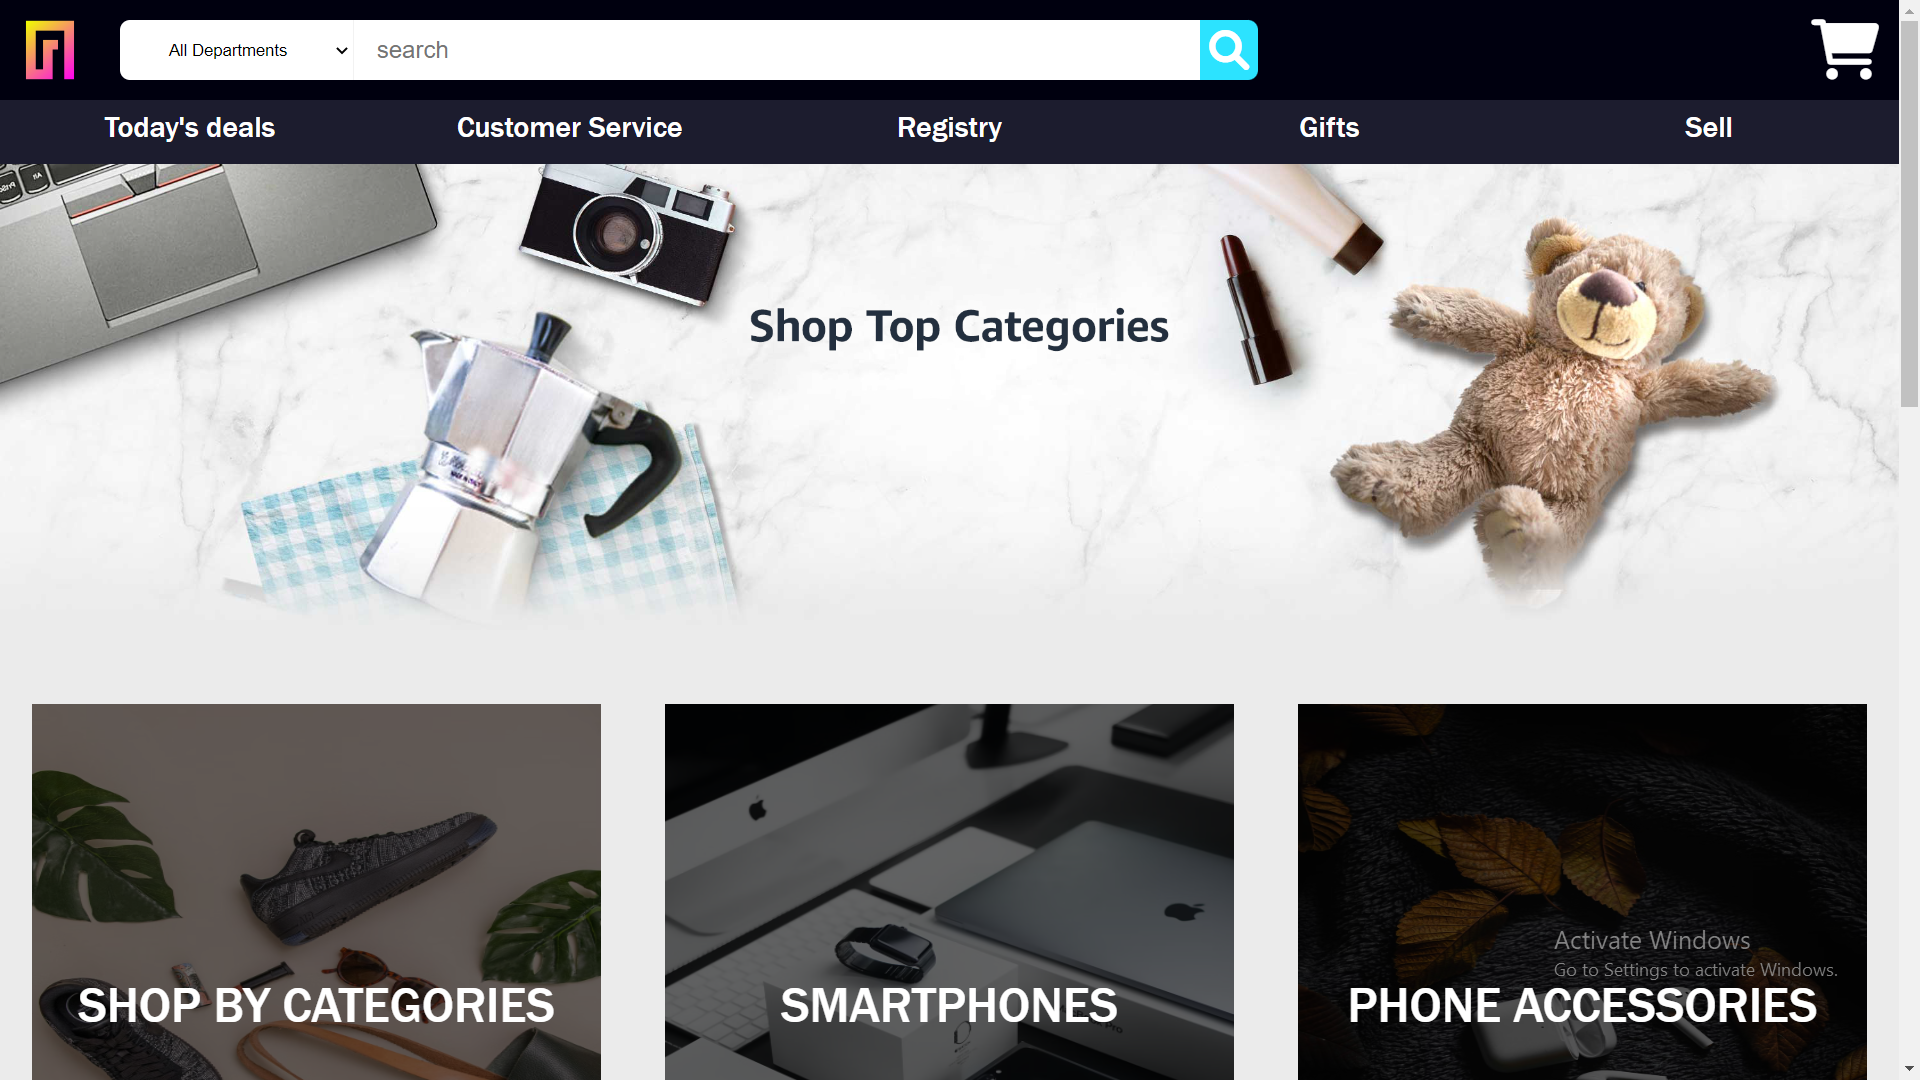 All Departments
search
Today's deals
Customer Service
Registry
Gifts
Sell
Shop Top Categories
SHOP BY CATEGORIES
SMARTPHONES
PHONE ACCESSORIES
Activate Windows
Go to Settings to activate Windows.